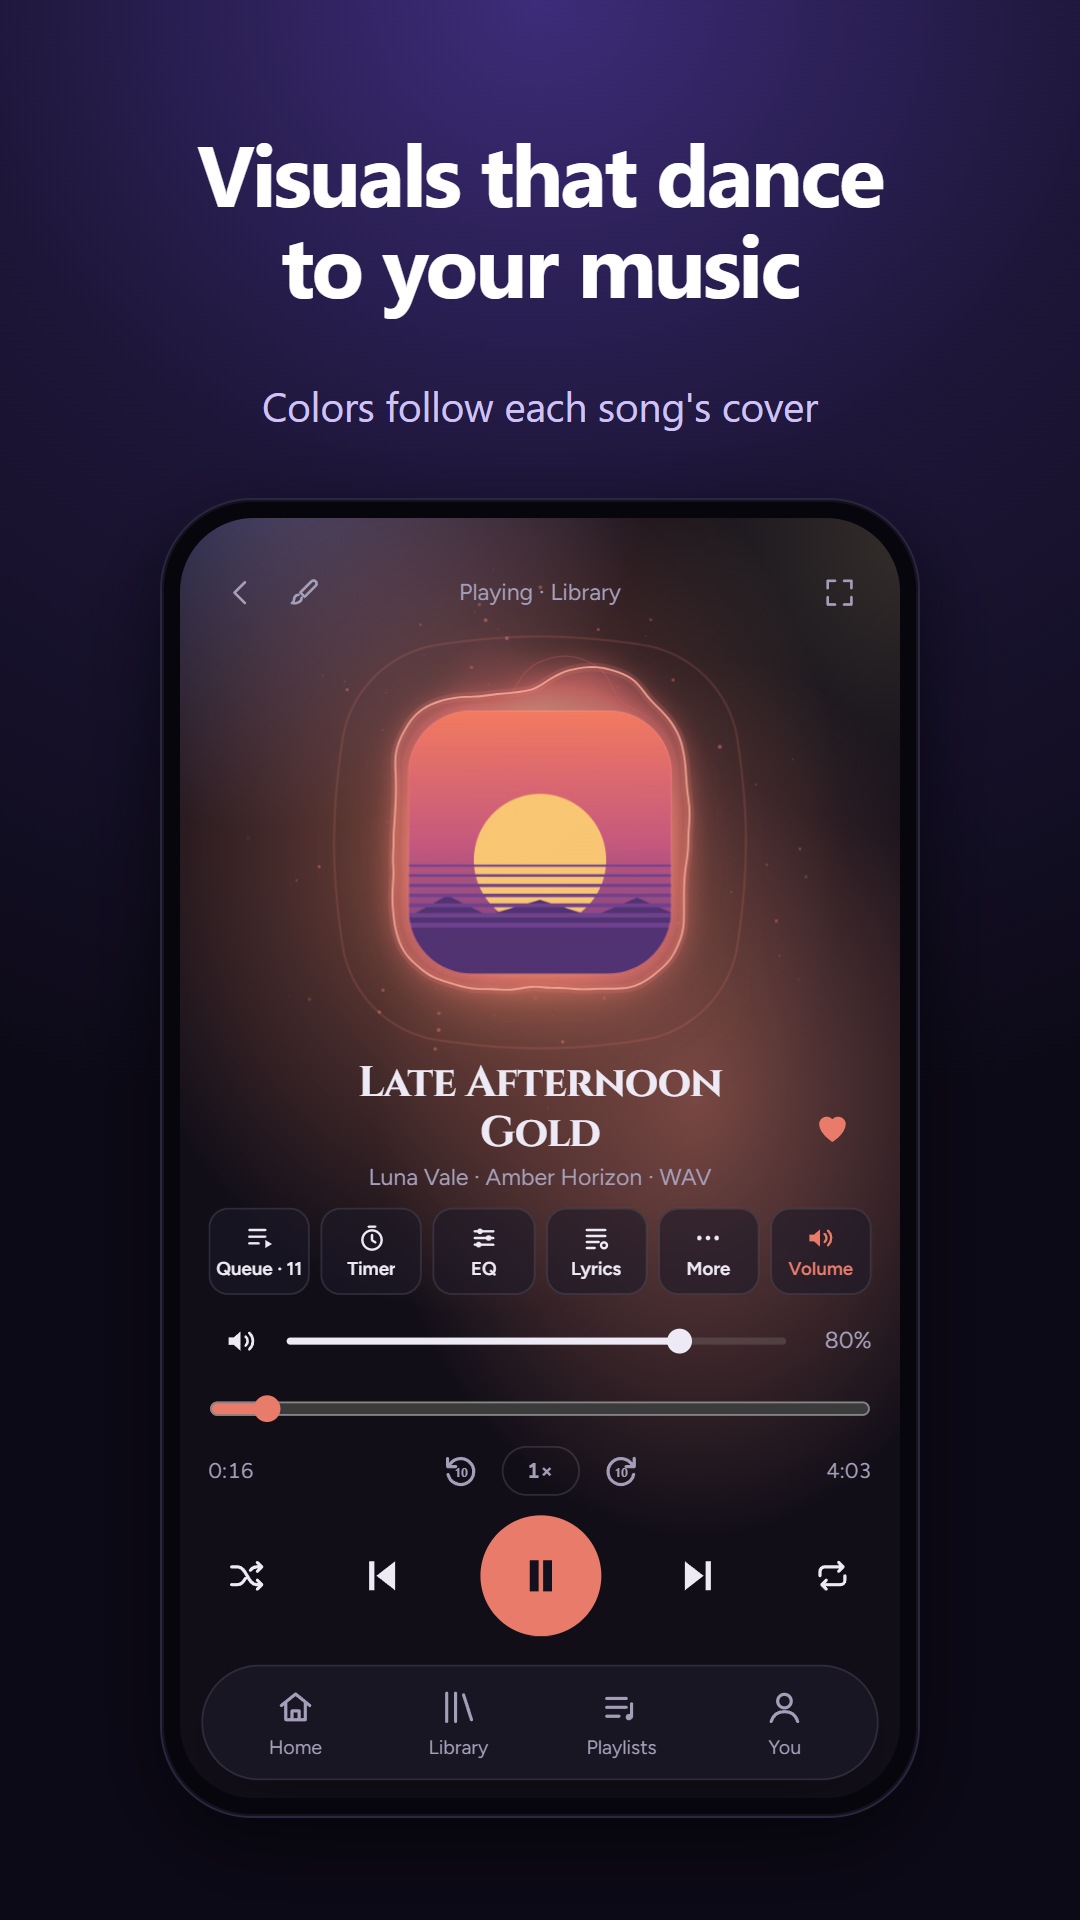 Visuals that dance
to your music
Colors follow each song's cover
Playing · Library
Late Afternoon
Gold
Luna Vale · Amber Horizon · WAV
Queue · 11
Timer
EQ
Lyrics
More
Volume
80%
0:16
10
1×
10
4:03
Home
Library
Playlists
You